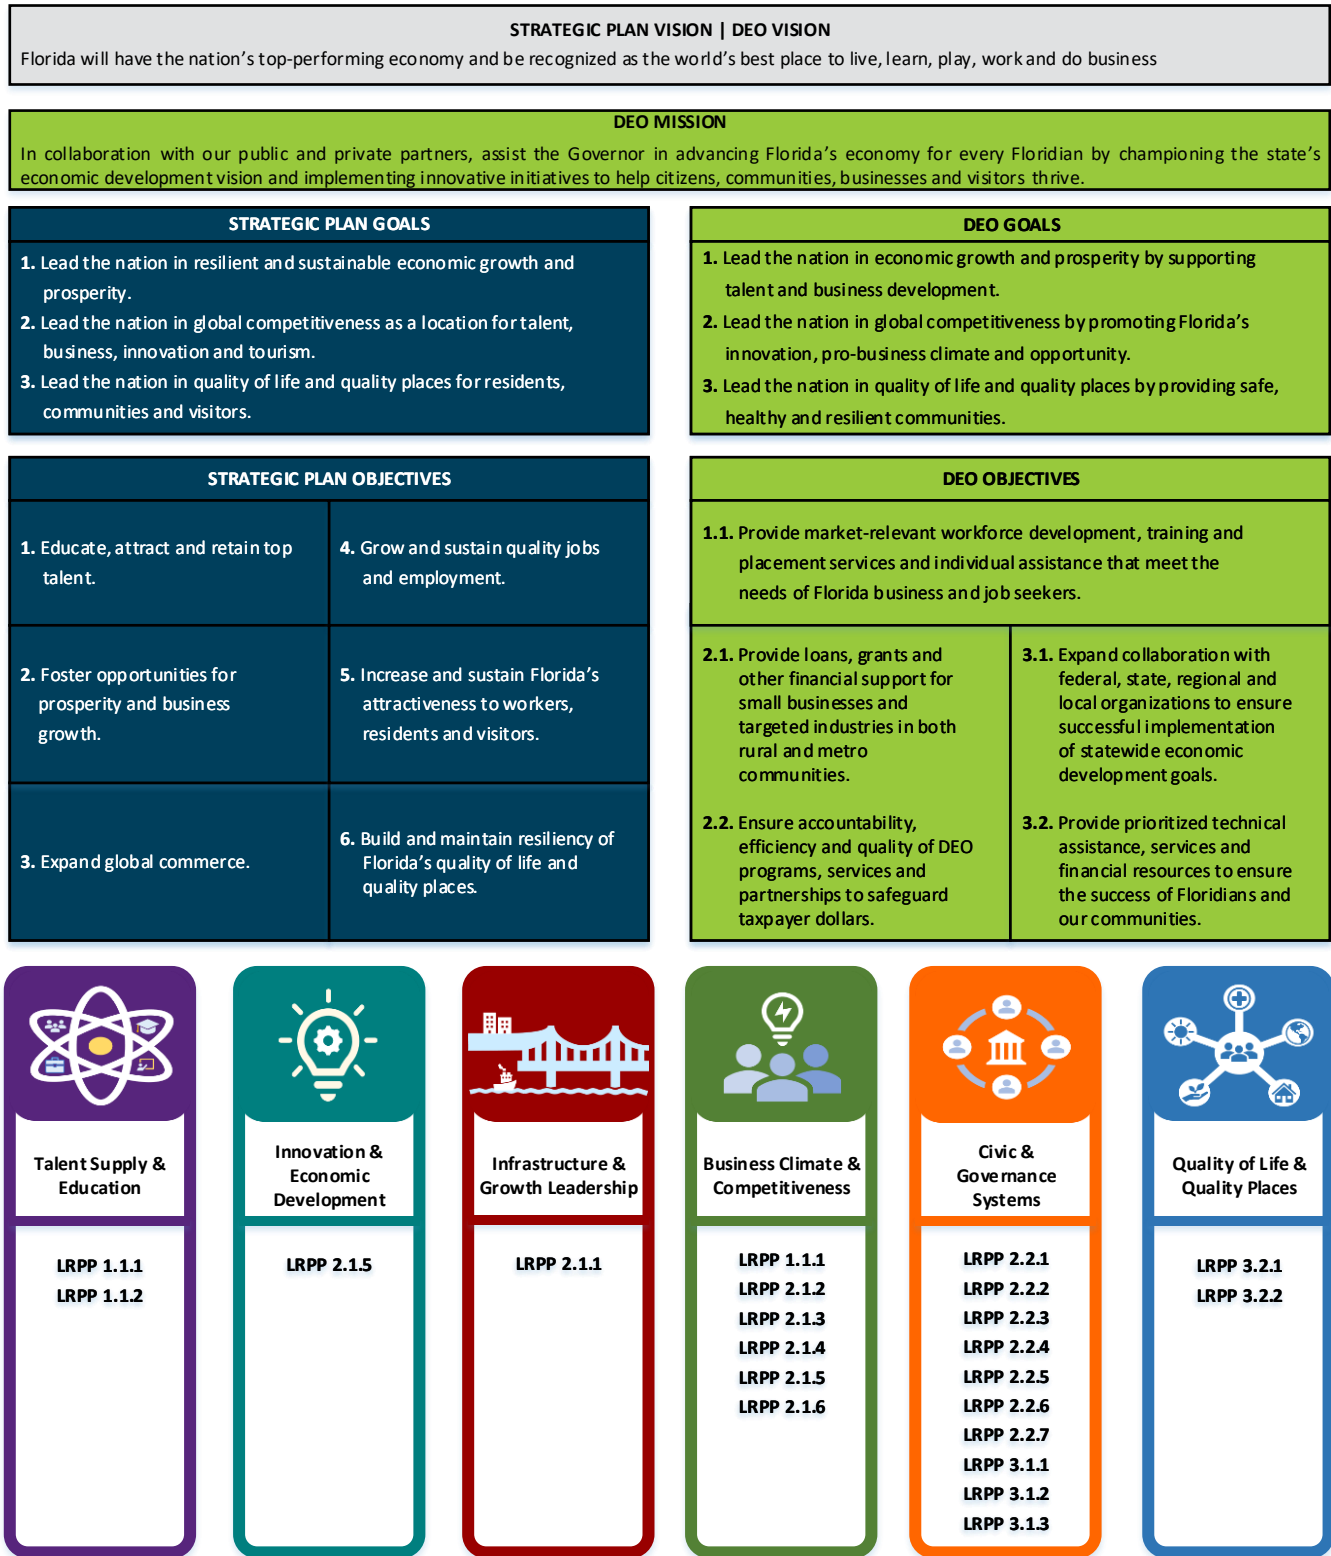 STRATEGIC PLAN VISION | DEO VISION
Florida will have the nation's top-performing economy and be recognized as the world's best place to live, learn, play, work and do business
DEO MISSION
In collaboration with our public and private partners, assist the Governor in advancing Florida's economy for every Floridian by championing the state's
economic development vision and implementing innovative initiatives to help citizens, communities, businesses and visitors thrive.
STRATEGIC PLAN GOALS
1. Lead the nation in resilient and sustainable economic growth and
prosperity.
2. Lead the nation in global competitiveness as a location for talent,
business, innovation and tourism.
3. Lead the nation in quality of life and quality places for residents,
communities and visitors.
DEO GOALS
1. Lead the nation in economic growth and prosperity by supporting
talent and business development.
2. Lead the nation in global competitiveness by promoting Florida's
innovation, pro-business climate and opportunity.
3. Lead the nation in quality of life and quality places by providing safe,
healthy and resilient communities.
STRATEGIC PLAN OBJECTIVES
1. Educate, attract and retain top
talent.
4. Grow and sustain quality jobs
and employment.
2. Foster opportunities for
prosperity and business
growth.
5. Increase and sustain Florida's
attractiveness to workers,
residents and visitors.
3. Expand global commerce.
6. Build and maintain resiliency of
Florida's quality of life and
quality places.
DEO OBJECTIVES
1.1. Provide market-relevant workforce development, training and
placement services and individual assistance that meet the
needs of Florida business and job seekers.
2.1. Provide loans, grants and
other financial support for
small businesses and
targeted industries in both
rural and metro
communities.
2.2. Ensure accountability,
efficiency and quality of DEO
programs, services and
partnerships to safeguard
taxpayer dollars.
3.1. Expand collaboration with
federal, state, regional and
local organizations to ensure
successful implementation
of statewide economic
development goals.
3.2. Provide prioritized technical
assistance, services and
financial resources to ensure
the success of Floridians and
our communities.
Talent Supply &
Education
LRPP 1.1.1
LRPP 1.1.2
Innovation &
Economic
Development
LRPP 2.1.5
Infrastructure &
Growth Leadership
LRPP 2.1.1
Business Climate &
Competitiveness
LRPP 1.1.1
LRPP 2.1.2
LRPP 2.1.3
LRPP 2.1.4
LRPP 2.1.5
LRPP 2.1.6
Civic &
Governance
Systems
LRPP 2.2.1
LRPP 2.2.2
LRPP 2.2.3
LRPP 2.2.4
LRPP 2.2.5
LRPP 2.2.6
LRPP 2.2.7
LRPP 3.1.1
LRPP 3.1.2
LRPP 3.1.3
Quality of Life &
Quality Places
LRPP 3.2.1
LRPP 3.2.2